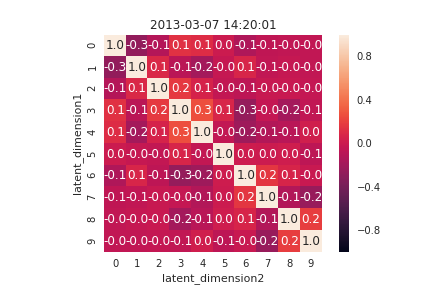 2013-03-07 14:20:01
latent_dimension1
0 1.0 -0.3 -0.1 0.1 0.1 0.0 -0.1 -0.1 -0.0 -0.0
1 -0.3 1.0 0.1 -0.1 -0.2 -0.0 0.1 -0.1 -0.0 -0.0
2 -0.1 0.1 1.0 0.2 0.1 -0.0 -0.1 -0.0 -0.0 -0.0
3 0.1 -0.1 0.2 1.0 0.3 0.1 -0.3 -0.0 -0.2 -0.1
4 0.1 -0.2 0.1 0.3 1.0 -0.0 -0.2 -0.1 -0.1 0.0
5 0.0 -0.0 -0.0 0.1 -0.0 1.0 0.0 0.0 0.0 -0.1
6 -0.1 0.1 -0.1 -0.3 -0.2 0.0 1.0 0.2 0.1 -0.0
7 -0.1 -0.1 -0.0 -0.0 -0.1 0.0 0.2 1.0 -0.1 -0.2
8 -0.0 -0.0 -0.0 -0.2 -0.1 0.0 0.1 -0.1 1.0 0.2
9 -0.0 -0.0 -0.0 -0.1 0.0 -0.1 -0.0 -0.2 0.2 1.0
0 1 2 3 4 5 6 7 8 9
latent_dimension2
0.8
0.4
0.0
-0.4
-0.8